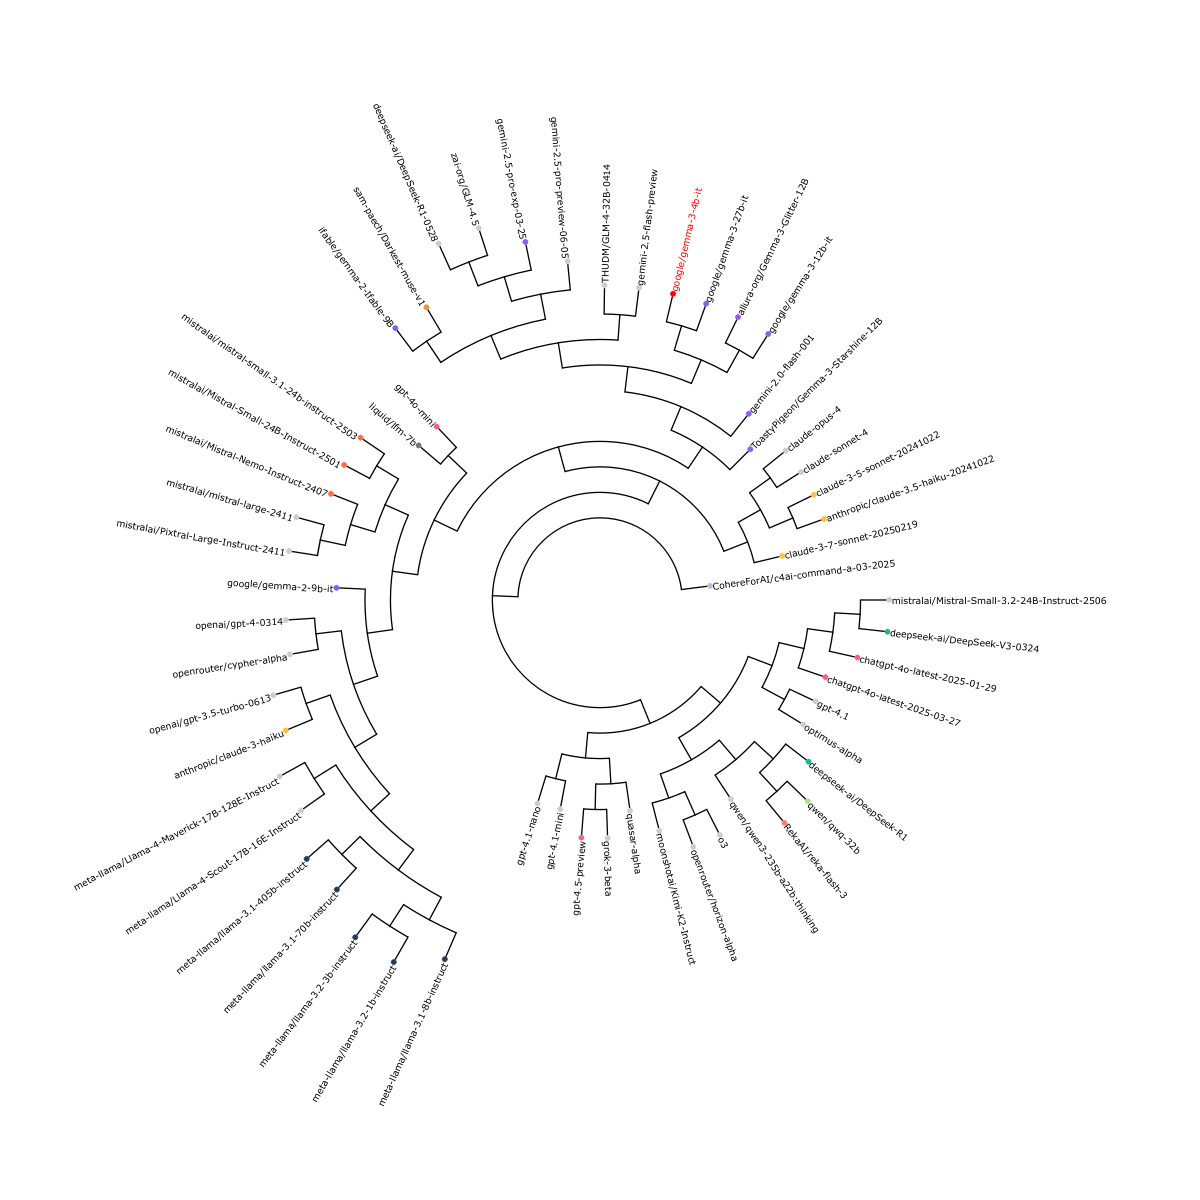 deepseek-ai/DeepSeek-R1-0528
zai-org/GLM-4.5
gemini-2.5-pro-exp-03-25
gemini-2.5-pro-preview-06-05
THUDM/GLM-4-32B-0414
gemini-2.5-flash-preview
google/gemma-3-4b-it
google/gemma-3-27b-it
allura-org/Gemma-3-Glitter-12B
google/gemma-3-12b-it
gemini-2.0-flash-001
ToastyPigeon/Gemma-3-Starshine-12B
claude-opus-4
claude-sonnet-4
claude-3-5-sonnet-20241022
anthropic/claude-3.5-haiku-20241022
claude-3-7-sonnet-20250219
CohereForAI/c4ai-command-a-03-2025
mistralai/Mistral-Small-3.2-24B-Instruct-2506
deepseek-ai/DeepSeek-V3-0324
chatgpt-4o-latest-2025-01-29
chatgpt-4o-latest-2025-03-27
gpt-4.1
optimus-alpha
deepseek-ai/DeepSeek-R1
qwen/qwq-32b
RekaAI/reka-flash-3
qwen/qwen3-235b-a22b:thinking
o3
openrouter/horizon-alpha
moonshotai/Kimi-K2-Instruct
quasar-alpha
grok-3-beta
gpt-4.5-preview
gpt-4.1-mini
gpt-4.1-nano
meta-llama/llama-3.1-8b-instruct
meta-llama/llama-3.2-1b-instruct
meta-llama/llama-3.2-3b-instruct
meta-llama/llama-3.1-70b-instruct
meta-llama/llama-3.1-405b-instruct
meta-llama/Llama-4-Scout-17B-16E-Instruct
meta-llama/Llama-4-Maverick-17B-128E-Instruct
anthropic/claude-3-haiku
openai/gpt-3.5-turbo-0613
openrouter/cypher-alpha
openai/gpt-4-0314
google/gemma-2-9b-it
mistralai/Pixtral-Large-Instruct-2411
mistralai/mistral-large-2411
mistralai/Mistral-Nemo-Instruct-2407
mistralai/Mistral-Small-24B-Instruct-2501
mistralai/mistral-small-3.1-24b-instruct-2503
liquid/lfm-7b
gpt-4o-mini
ifable/gemma-2-Ifable-9B
sam-paech/Darkest-muse-v1